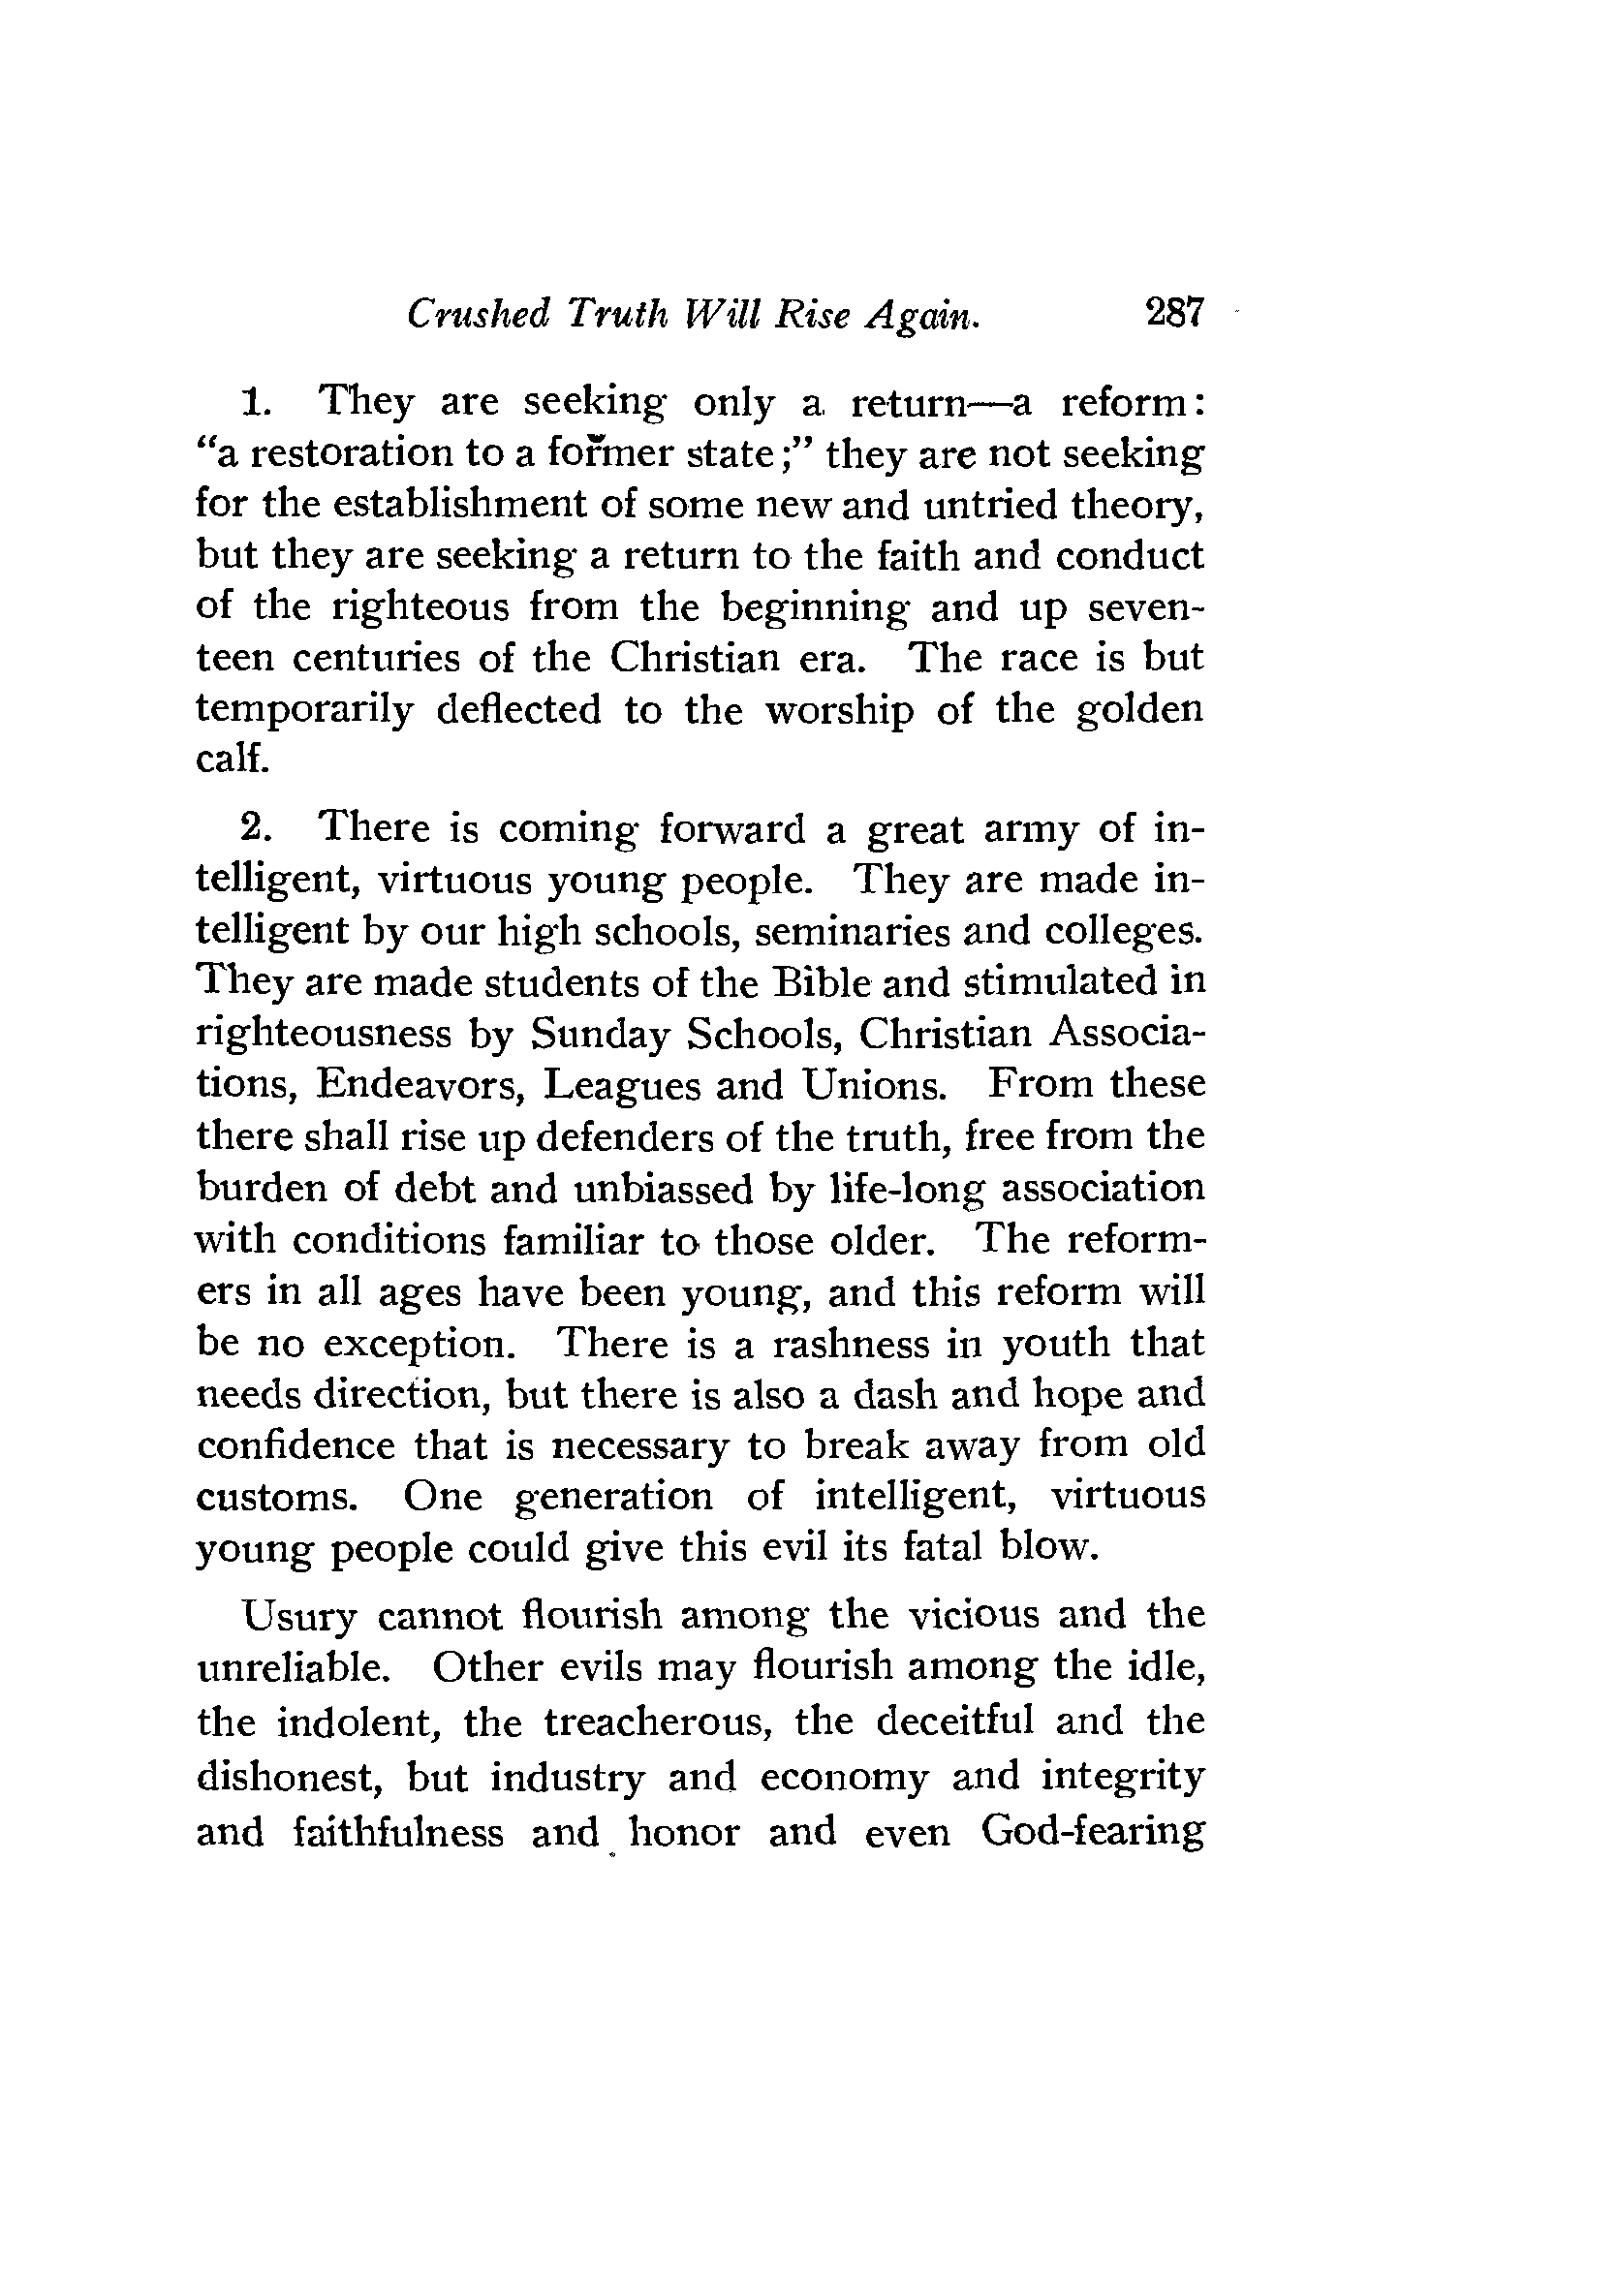 Crushed Truth Will Rise Again. 287
1. They are seeking only a return—a reform:
"a restoration to a former state;" they are not seeking
for the establishment of some new and untried theory,
but they are seeking a return to the faith and conduct
of the righteous from the beginning and up seven-
teen centuries of the Christian era. The race is but
temporarily deflected to the worship of the golden
calf.
2. There is coming forward a great army of in-
telligent, virtuous young people. They are made in-
telligent by our high schools, seminaries and colleges.
They are made students of the Bible and stimulated in
righteousness by Sunday Schools, Christian Associa-
tions, Endeavors, Leagues and Unions. From these
there shall rise up defenders of the truth, free from the
burden of debt and unbiassed by life-long association
with conditions familiar to those older. The reform-
ers in all ages have been young, and this reform will
be no exception. There is a rashness in youth that
needs direction, but there is also a dash and hope and
confidence that is necessary to break away from old
customs. One generation of intelligent, virtuous
young people could give this evil its fatal blow.
Usury cannot flourish among the vicious and the
unreliable. Other evils may flourish among the idle,
the indolent, the treacherous, the deceitful and the
dishonest, but industry and economy and integrity
and faithfulness and honor and even God-fearing